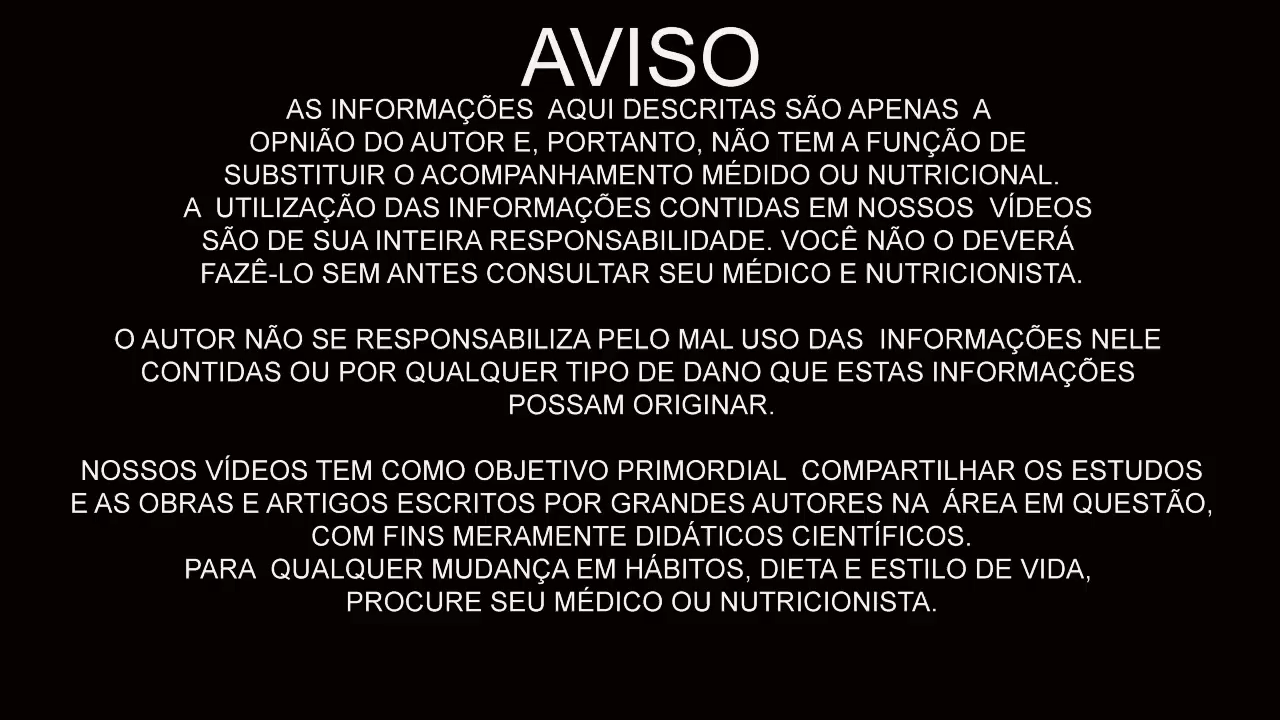 AVISO
AS INFORMAÇÕES  AQUI DESCRITAS SÃO APENAS  A
OPNIÃO DO AUTOR E, PORTANTO, NÃO TEM A FUNÇÃO DE
SUBSTITUIR O ACOMPANHAMENTO MÉDIDO OU NUTRICIONAL.
A  UTILIZAÇÃO DAS INFORMAÇÕES CONTIDAS EM NOSSOS  VÍDEOS
SÃO DE SUA INTEIRA RESPONSABILIDADE. VOCÊ NÃO O DEVERÁ
FAZÊ-LO SEM ANTES CONSULTAR SEU MÉDICO E NUTRICIONISTA.
O AUTOR NÃO SE RESPONSABILIZA PELO MAL USO DAS  INFORMAÇÕES NELE
CONTIDAS OU POR QUALQUER TIPO DE DANO QUE ESTAS INFORMAÇÕES
POSSAM ORIGINAR.
NOSSOS VÍDEOS TEM COMO OBJETIVO PRIMORDIAL  COMPARTILHAR OS ESTUDOS
E AS OBRAS E ARTIGOS ESCRITOS POR GRANDES AUTORES NA  ÁREA EM QUESTÃO,
COM FINS MERAMENTE DIDÁTICOS CIENTÍFICOS.
PARA  QUALQUER MUDANÇA EM HÁBITOS, DIETA E ESTILO DE VIDA,
PROCURE SEU MÉDICO OU NUTRICIONISTA.